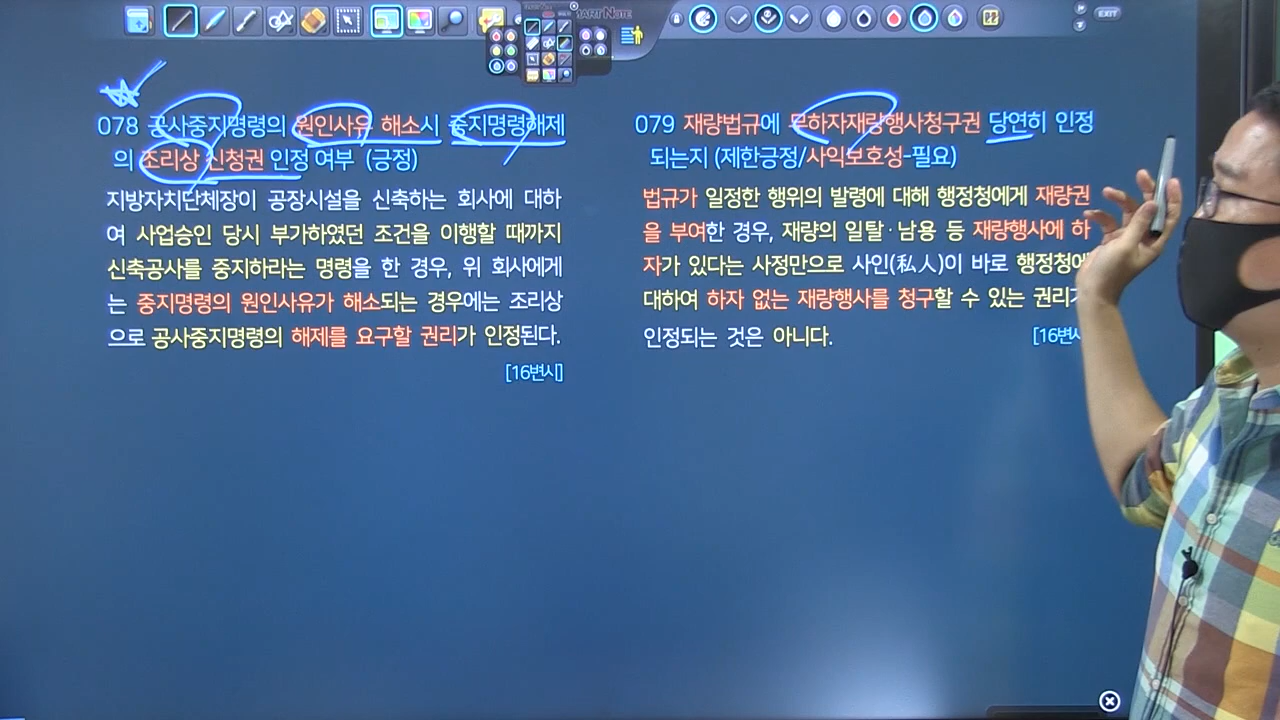 EXIT
078 공사중지명령의 원인사유 해소시 중지명령해제
의 조리상 신청권 인정 여부 (긍정)
지방자치단체장이 공장시설을 신축하는 회사에 대하
여 사업승인 당시 부가하였던 조건을 이행할 때까지
신축공사를 중지하라는 명령을 한 경우, 위 회사에게
는 중지명령의 원인사유가 해소되는 경우에는 조리상
으로 공사중지명령의 해제를 요구할 권리가 인정된다.
[16변시]
079 재량법규에 무하자재량행사청구권 당연히 인정
되는지 (제한긍정/사익보호성-필요)
법규가 일정한 행위의 발령에 대해 행정청에게 재량권
을 부여한 경우, 재량의 일탈·남용 등 재량행사에 하
자가 있다는 사정만으로 사인(私人)이 바로 행정청에
대하여 하자 없는 재량행사를 청구할 수 있는 권리가
인정되는 것은 아니다.
[16변시